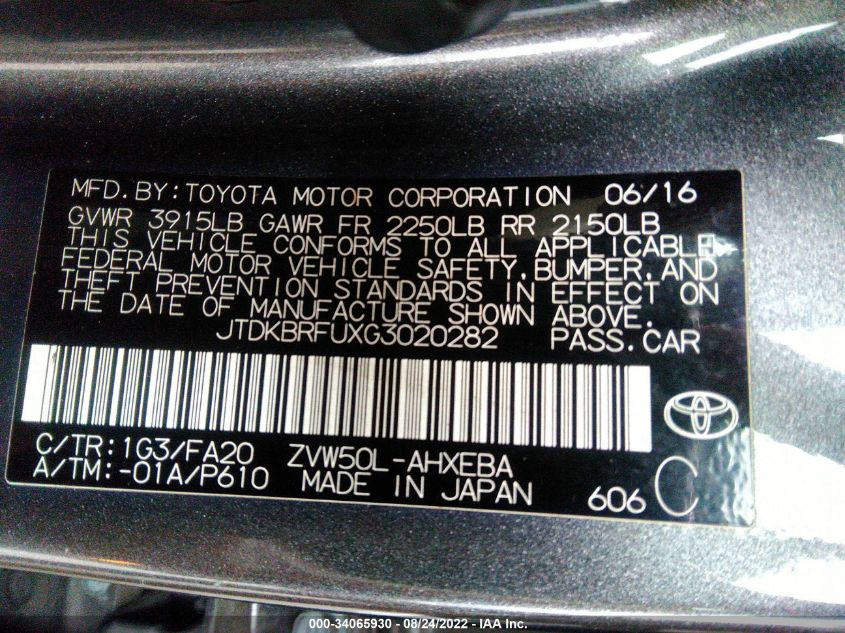 MFD. BY: TOYOTA MOTOR CORPORATION 06/16
GVWR 3915LB GAWR FR 2250LB RR 2150LB
THIS VEHICLE CONFORMS TO ALL APPLICABLE
FEDERAL MOTOR VEHICLE SAFETY, BUMPER, AND
THEFT PREVENTION STANDARDS IN EFFECT ON
THE DATE OF MANUFACTURE SHOWN ABOVE.
JTDKBRFUXG3020282 PASS. CAR
C/TR: 1G3/FA20 ZVW50L-AHXEBA
A/TM: -01A/P610 MADE IN JAPAN 606 C
000-34065930 - 08/24/2022 - IAA Inc.